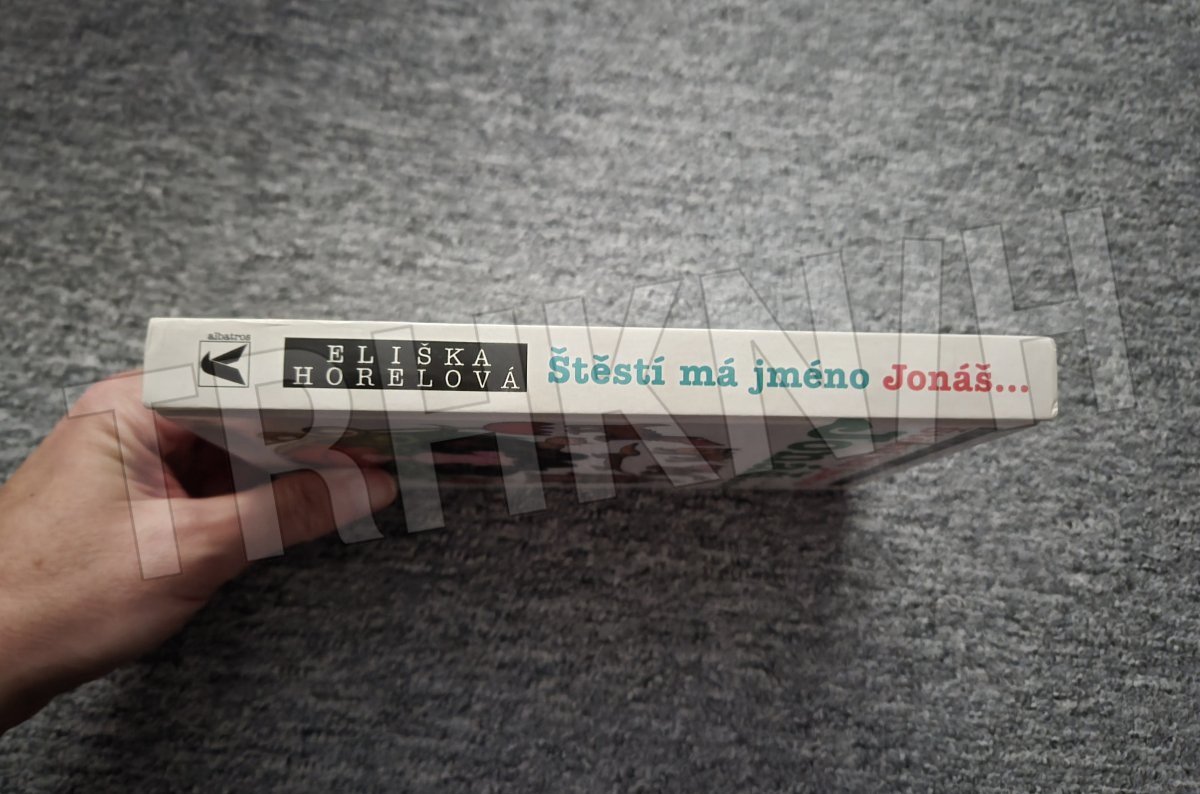 albatros
ELIŠKA
HORELOVÁ
Štěstí má jméno Jonáš...
TRHKNIH